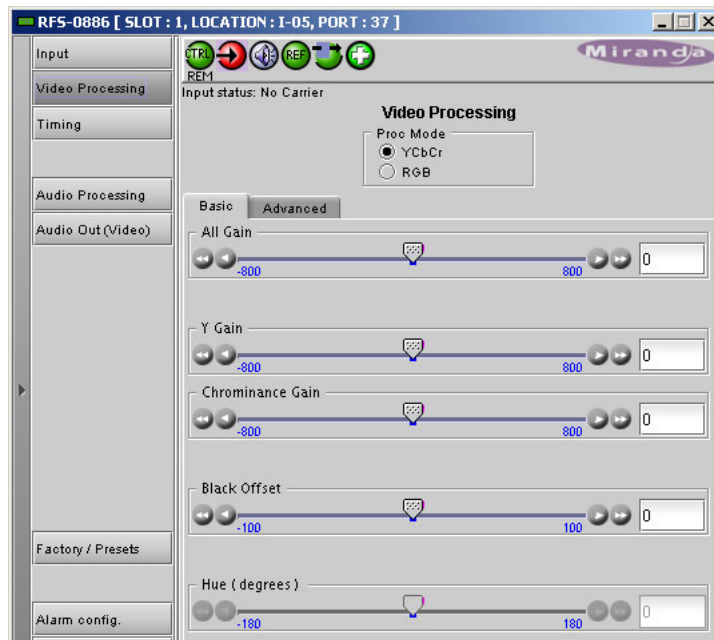 RFS-0886 [ SLOT : 1, LOCATION : I-05, PORT : 37 ]
Input
Video Processing
Timing
Audio Processing
Audio Out (Video)
Factory / Presets
Alarm config.
CTRL
REF
REM
Miranda
Input status: No Carrier
Video Processing
Proc Mode
YCbCr
RGB
Basic
Advanced
All Gain
-800
800
0
Y Gain
-800
800
0
Chrominance Gain
-800
800
0
Black Offset
-100
100
0
Hue ( degrees )
-180
180
0